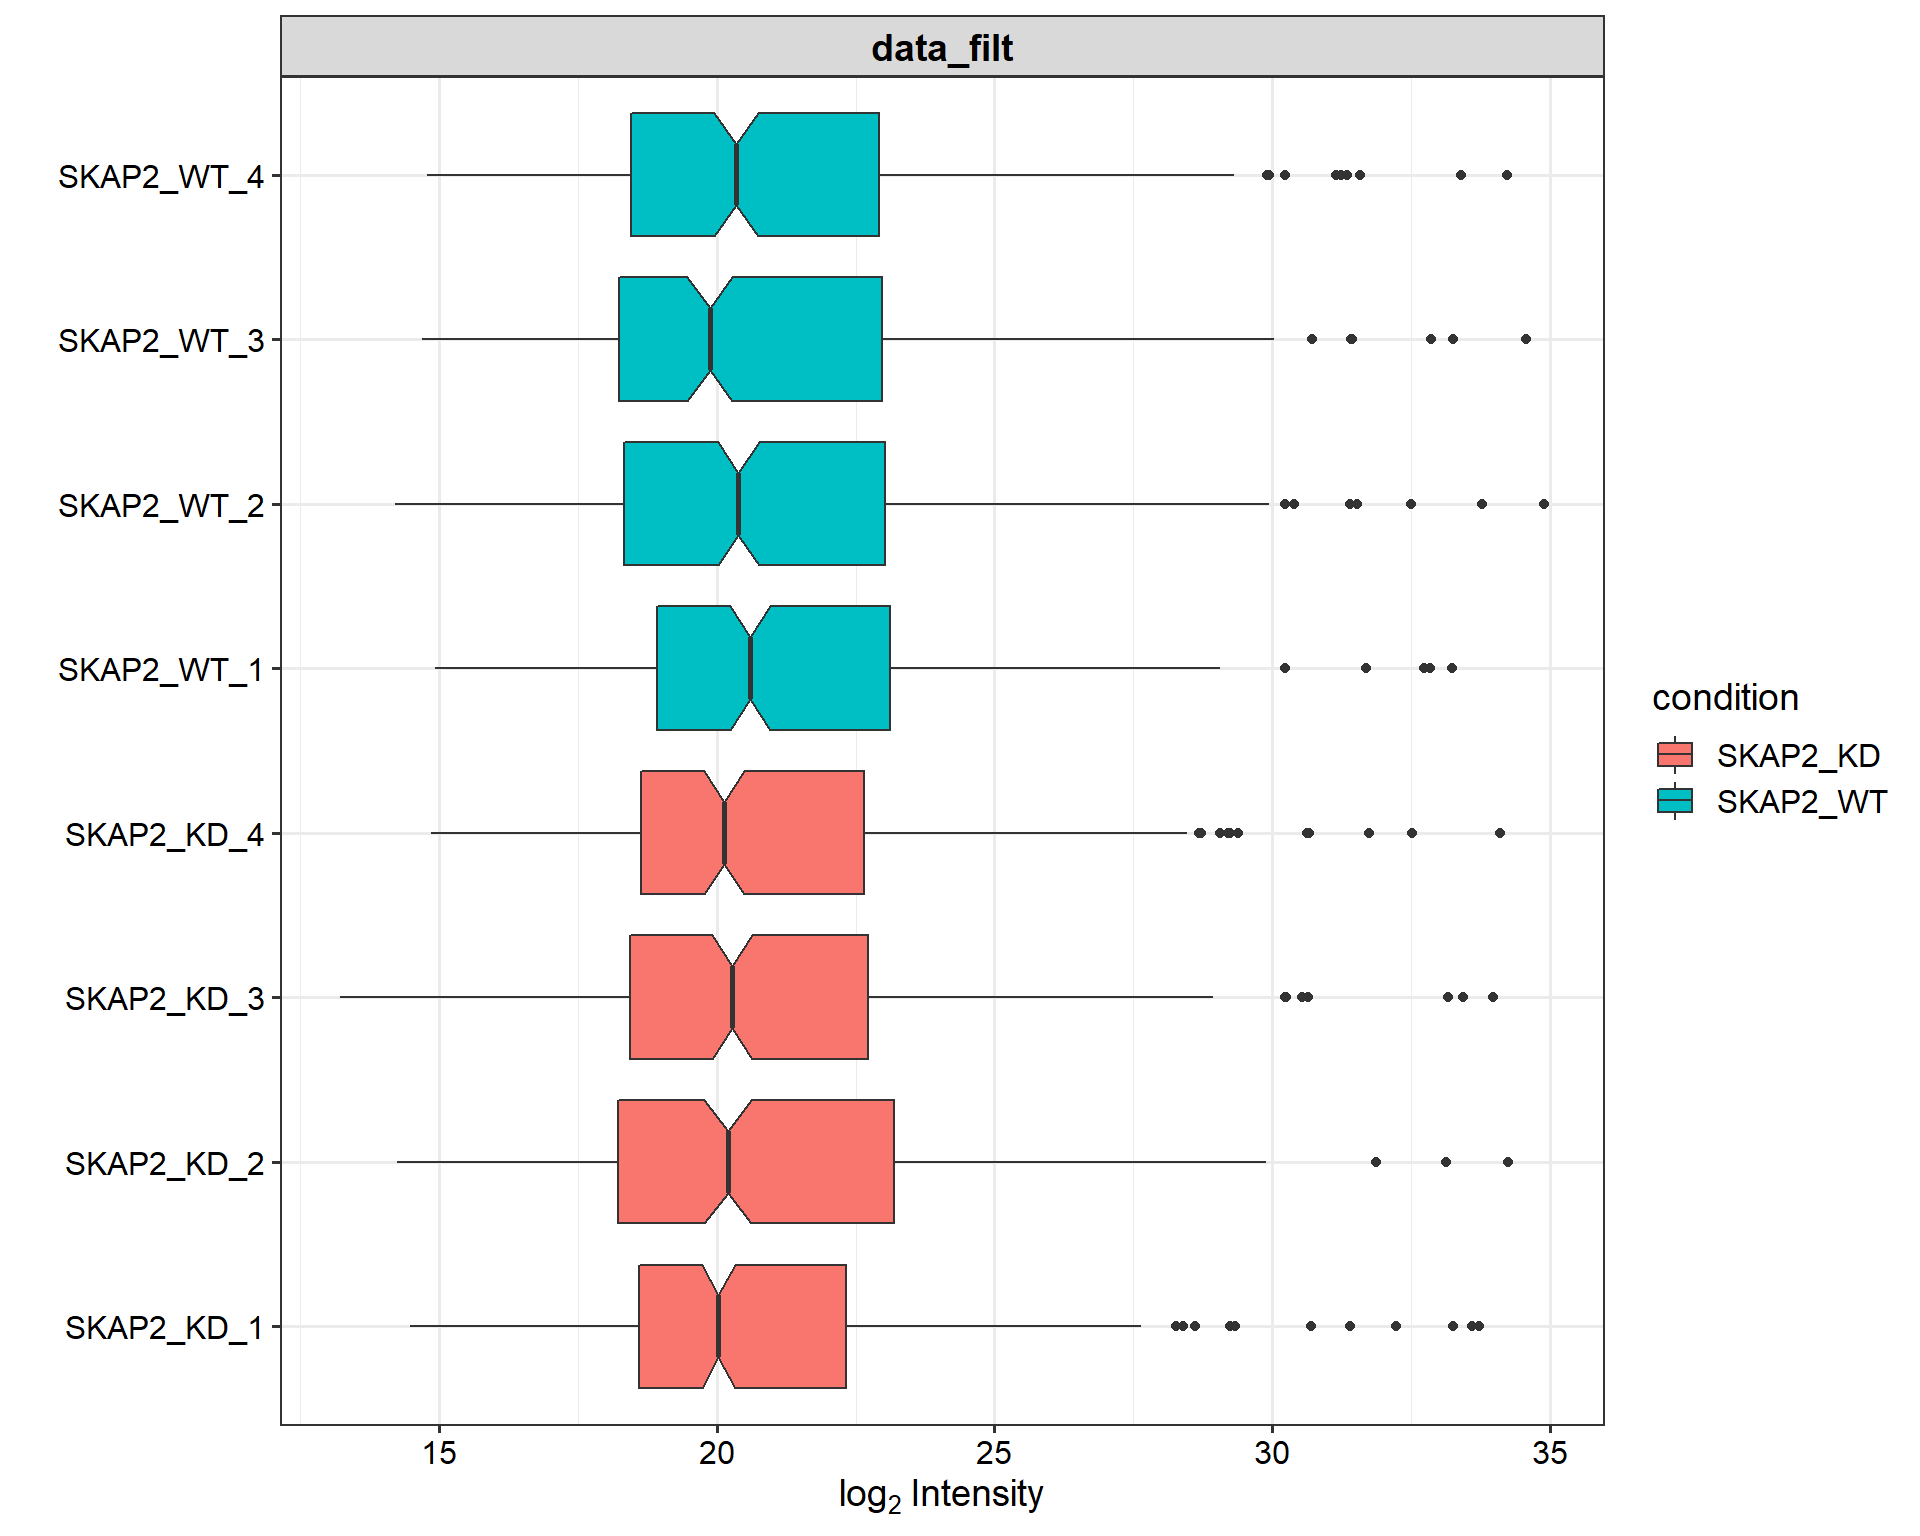 data_filt
SKAP2_WT_4
SKAP2_WT_3
SKAP2_WT_2
SKAP2_WT_1
SKAP2_KD_4
SKAP2_KD_3
SKAP2_KD_2
SKAP2_KD_1
15 20 25 30 35
log₂ Intensity
condition
SKAP2_KD
SKAP2_WT